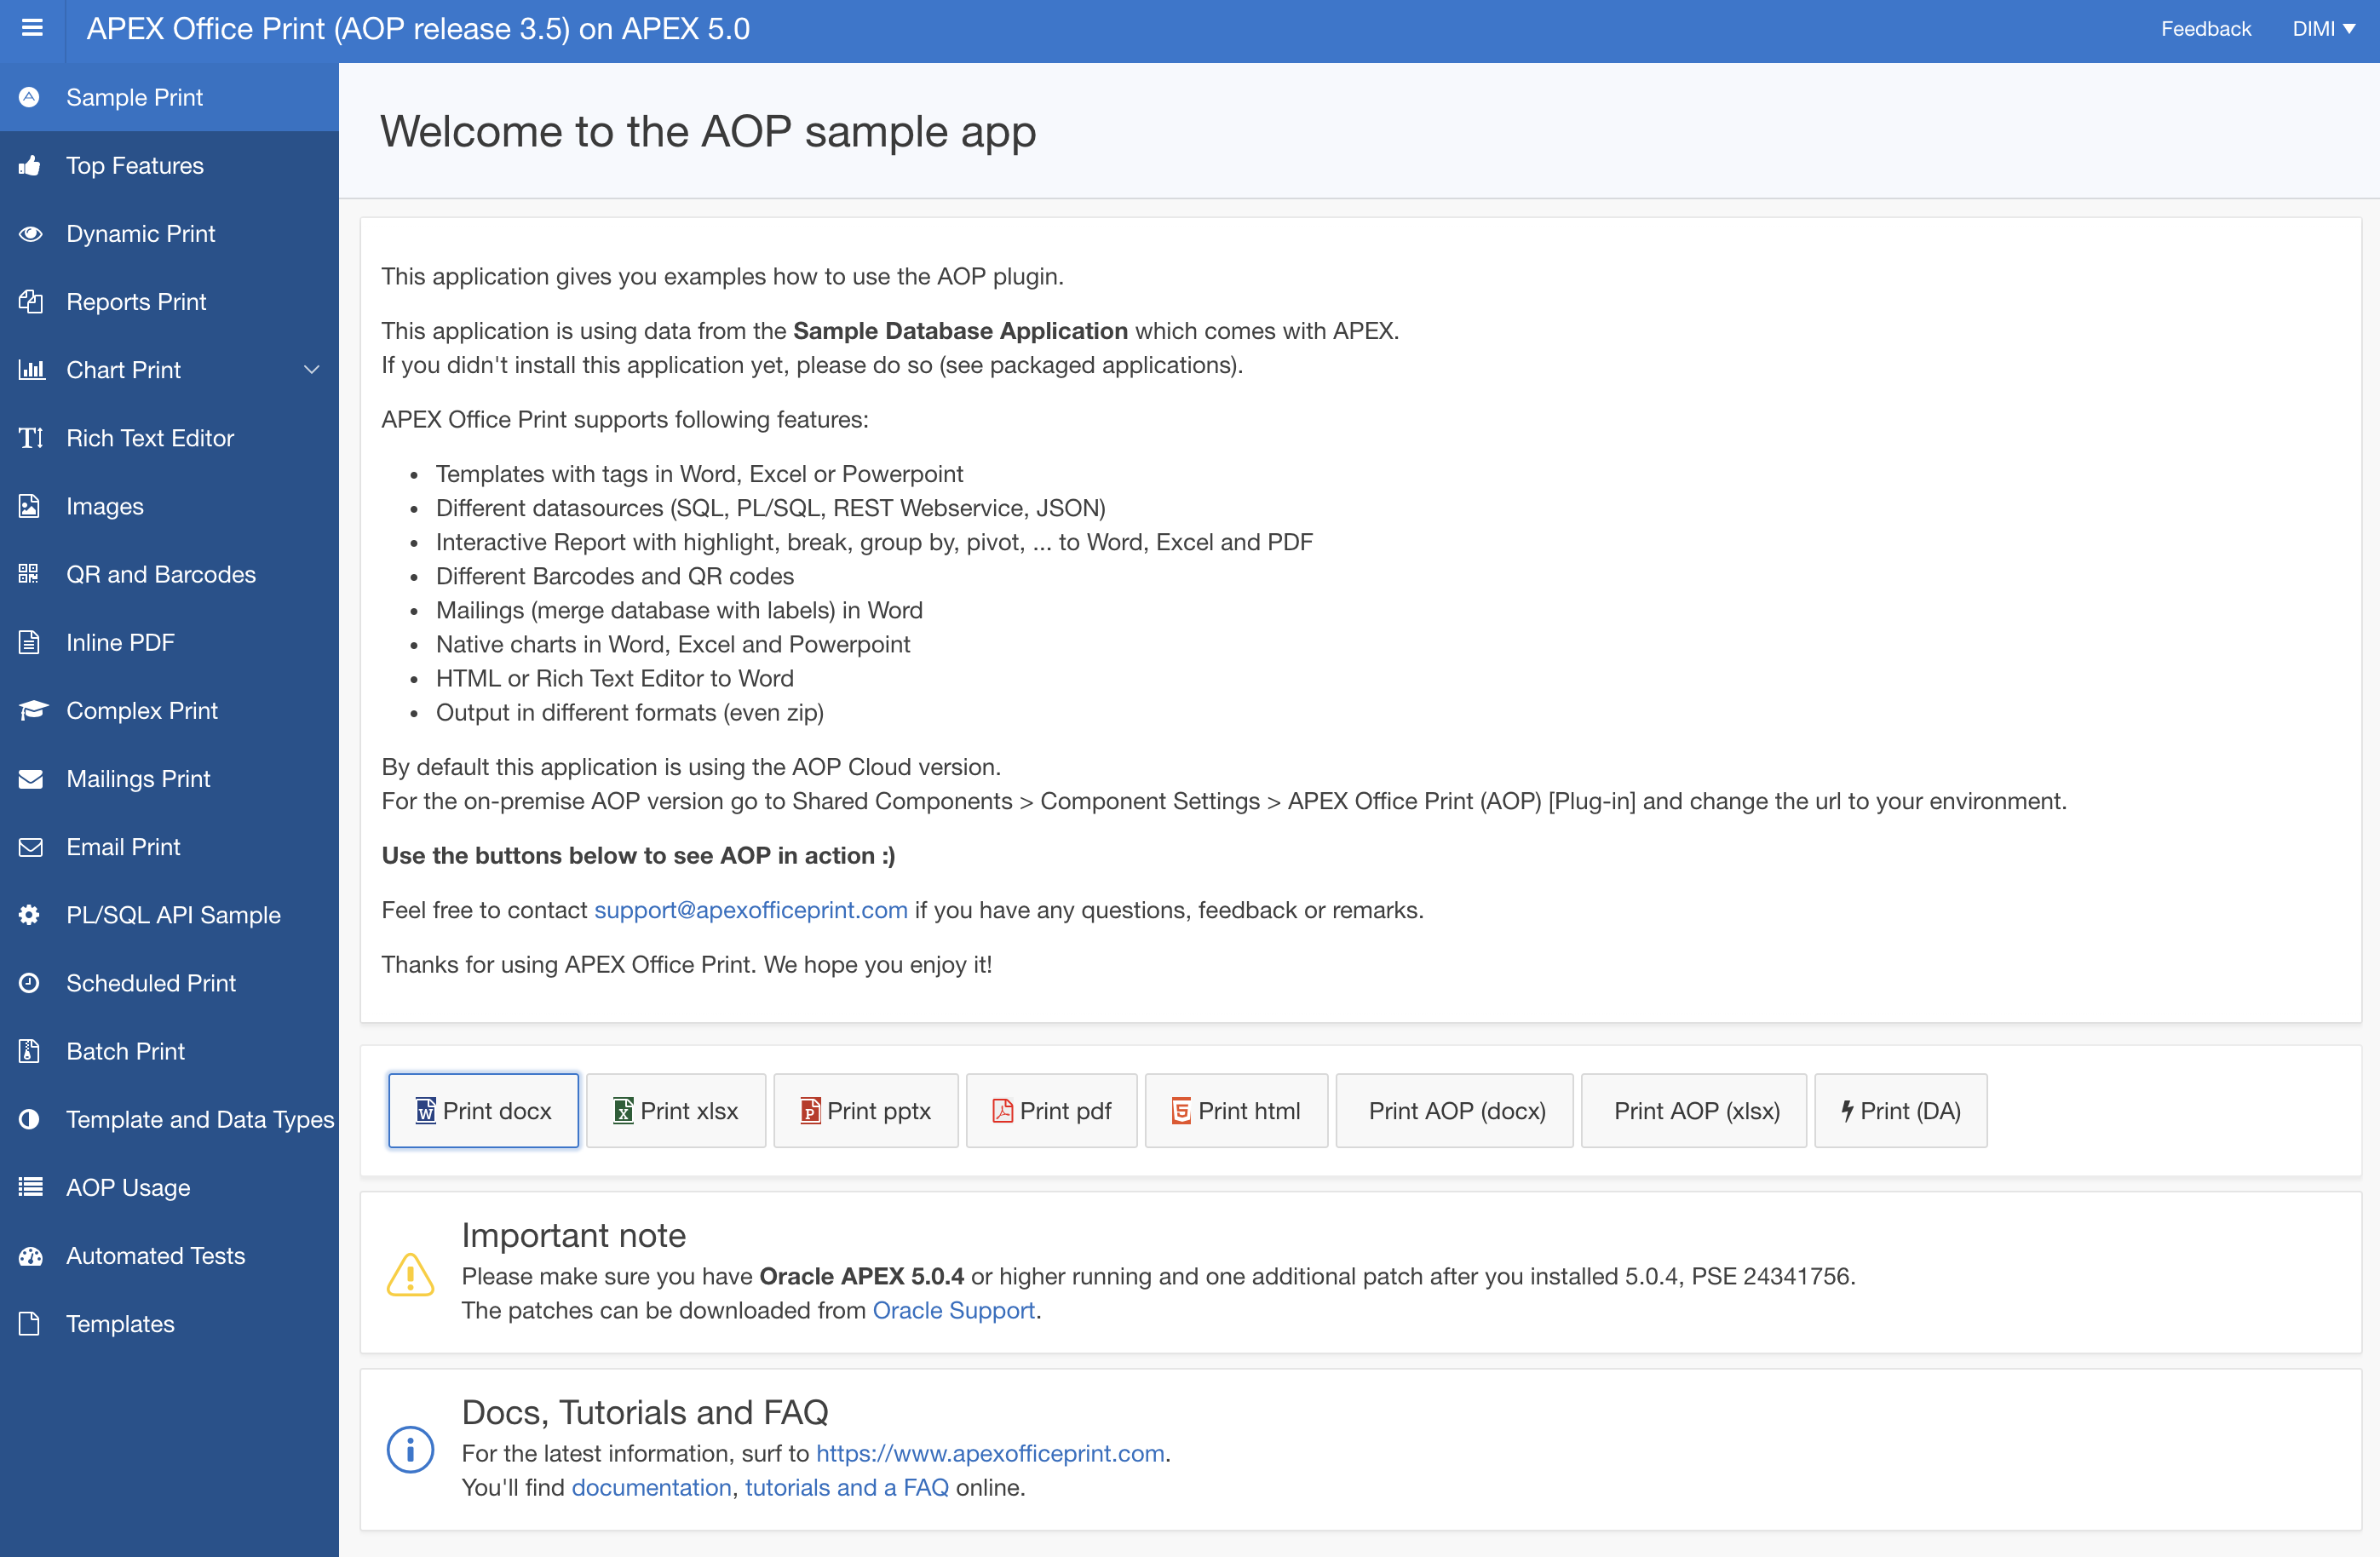 APEX Office Print (AOP release 3.5) on APEX 5.0
Feedback
DIMI
Sample Print
Top Features
Dynamic Print
Reports Print
Chart Print
Rich Text Editor
Images
QR and Barcodes
Inline PDF
Complex Print
Mailings Print
Email Print
PL/SQL API Sample
Scheduled Print
Batch Print
Template and Data Types
AOP Usage
Automated Tests
Templates
Welcome to the AOP sample app
This application gives you examples how to use the AOP plugin.
This application is using data from the Sample Database Application which comes with APEX.
If you didn't install this application yet, please do so (see packaged applications).
APEX Office Print supports following features:
• Templates with tags in Word, Excel or Powerpoint
• Different datasources (SQL, PL/SQL, REST Webservice, JSON)
• Interactive Report with highlight, break, group by, pivot, ... to Word, Excel and PDF
• Different Barcodes and QR codes
• Mailings (merge database with labels) in Word
• Native charts in Word, Excel and Powerpoint
• HTML or Rich Text Editor to Word
• Output in different formats (even zip)
By default this application is using the AOP Cloud version.
For the on-premise AOP version go to Shared Components > Component Settings > APEX Office Print (AOP) [Plug-in] and change the url to your environment.
Use the buttons below to see AOP in action :)
Feel free to contact support@apexofficeprint.com if you have any questions, feedback or remarks.
Thanks for using APEX Office Print. We hope you enjoy it!
Print docx
Print xlsx
Print pptx
Print pdf
Print html
Print AOP (docx)
Print AOP (xlsx)
Print (DA)
Important note
Please make sure you have Oracle APEX 5.0.4 or higher running and one additional patch after you installed 5.0.4, PSE 24341756.
The patches can be downloaded from Oracle Support.
Docs, Tutorials and FAQ
For the latest information, surf to https://www.apexofficeprint.com.
You'll find documentation, tutorials and a FAQ online.